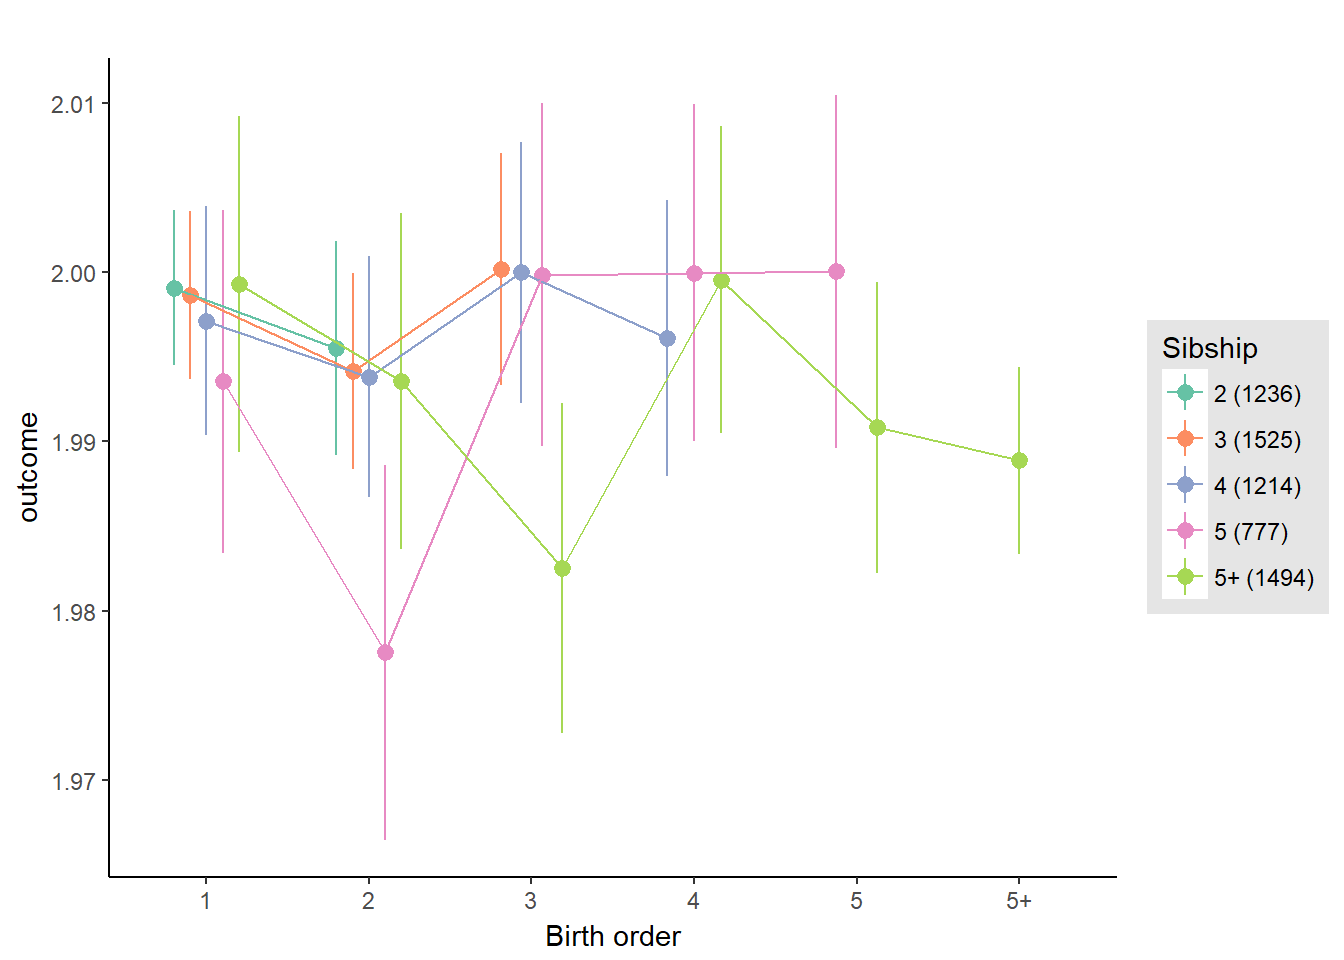 2.01
2.00
1.99
1.98
1.97
outcome
1 2 3 4 5 5+
Birth order
Sibship
2 (1236)
3 (1525)
4 (1214)
5 (777)
5+ (1494)